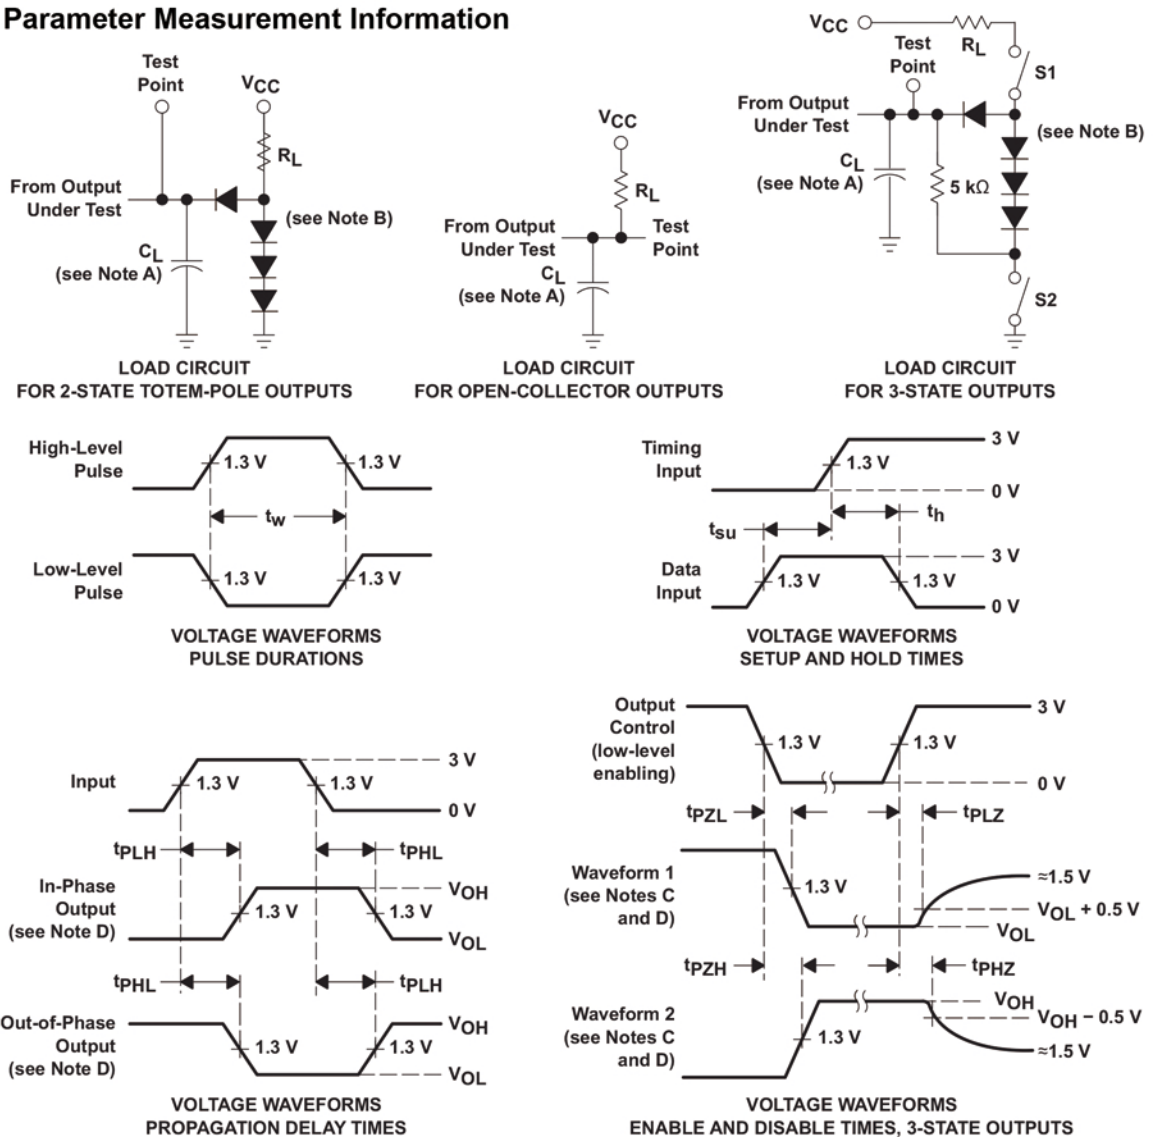 Parameter Measurement Information
Test
Point
VCC
RL
From Output
Under Test
(see Note B)
CL
(see Note A)
LOAD CIRCUIT
FOR 2-STATE TOTEM-POLE OUTPUTS
VCC
RL
From Output
Under Test
Test
Point
CL
(see Note A)
LOAD CIRCUIT
FOR OPEN-COLLECTOR OUTPUTS
VCC
RL
Test
Point
S1
From Output
Under Test
(see Note B)
CL
(see Note A)
5 kΩ
S2
LOAD CIRCUIT
FOR 3-STATE OUTPUTS
High-Level
Pulse
1.3 V
1.3 V
tw
Low-Level
Pulse
1.3 V
1.3 V
VOLTAGE WAVEFORMS
PULSE DURATIONS
Timing
Input
3 V
1.3 V
0 V
th
tsu
Data
Input
3 V
1.3 V
1.3 V
0 V
VOLTAGE WAVEFORMS
SETUP AND HOLD TIMES
Input
3 V
1.3 V
1.3 V
0 V
tPLH
tPHL
In-Phase
Output
(see Note D)
VOH
1.3 V
1.3 V
VOL
tPHL
tPLH
Out-of-Phase
Output
(see Note D)
VOH
1.3 V
1.3 V
VOL
VOLTAGE WAVEFORMS
PROPAGATION DELAY TIMES
Output
Control
(low-level
enabling)
3 V
1.3 V
1.3 V
0 V
tPZL
tPLZ
Waveform 1
(see Notes C
and D)
1.3 V
≈1.5 V
VOL + 0.5 V
VOL
tPZH
tPHZ
Waveform 2
(see Notes C
and D)
1.3 V
VOH
VOH − 0.5 V
≈1.5 V
VOLTAGE WAVEFORMS
ENABLE AND DISABLE TIMES, 3-STATE OUTPUTS